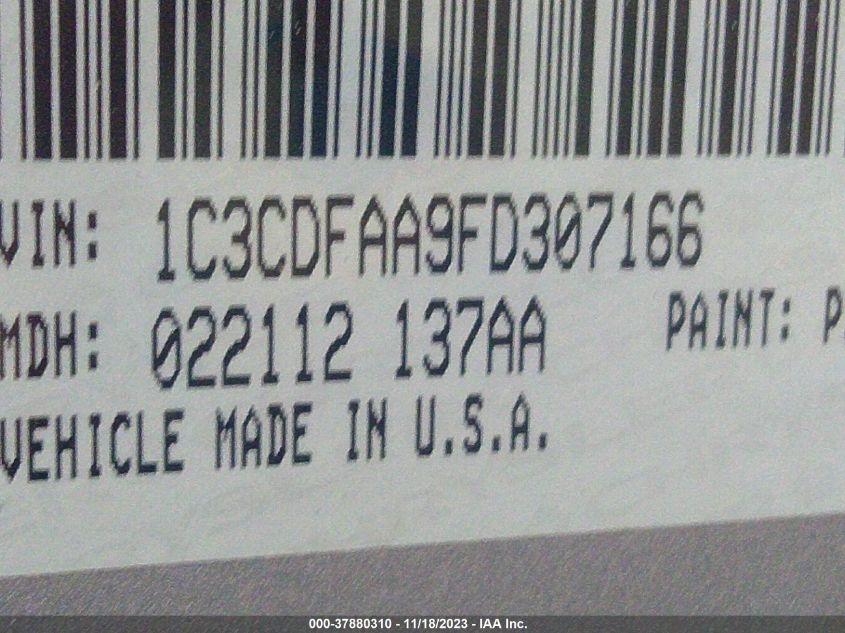 VIN: 1C3CDFAA9FD307166
MDH: 022112 137AA PAINT: P
VEHICLE MADE IN U.S.A.
000-37880310 - 11/18/2023 - IAA Inc.